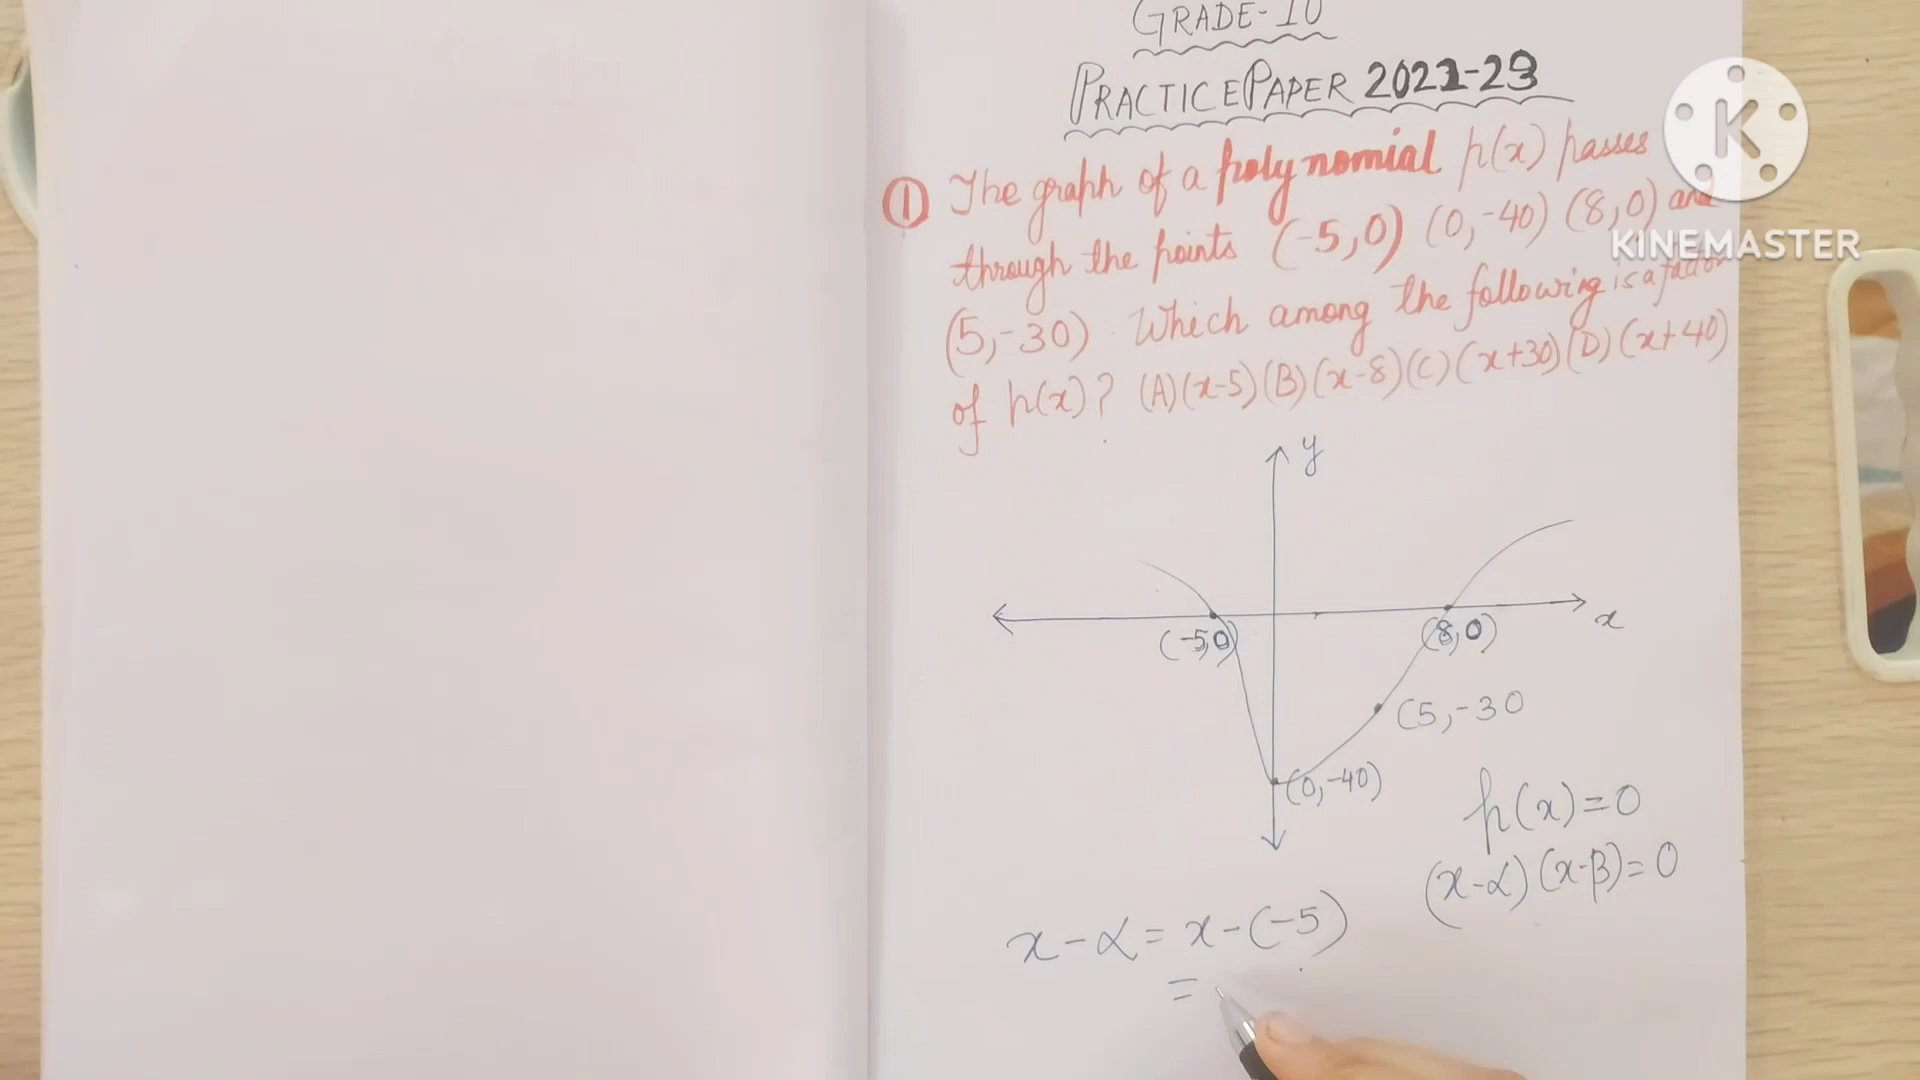 GRADE-10
PRACTICE PAPER 2022-23
① The graph of a polynomial p(x) passes
through the points (-5,0) (0,-40) (8,0) and
(5,-30). Which among the following is a factor
of p(x)? (A)(x-5)(B)(x-8)(C)(x+30)(D)(x+40)
y
x
(-5,0)
(8,0)
(5,-30
(0,-40)
p(x)=0
(x-α)(x-β)=0
x-α=x-(-5)
=
K
KINEMASTER